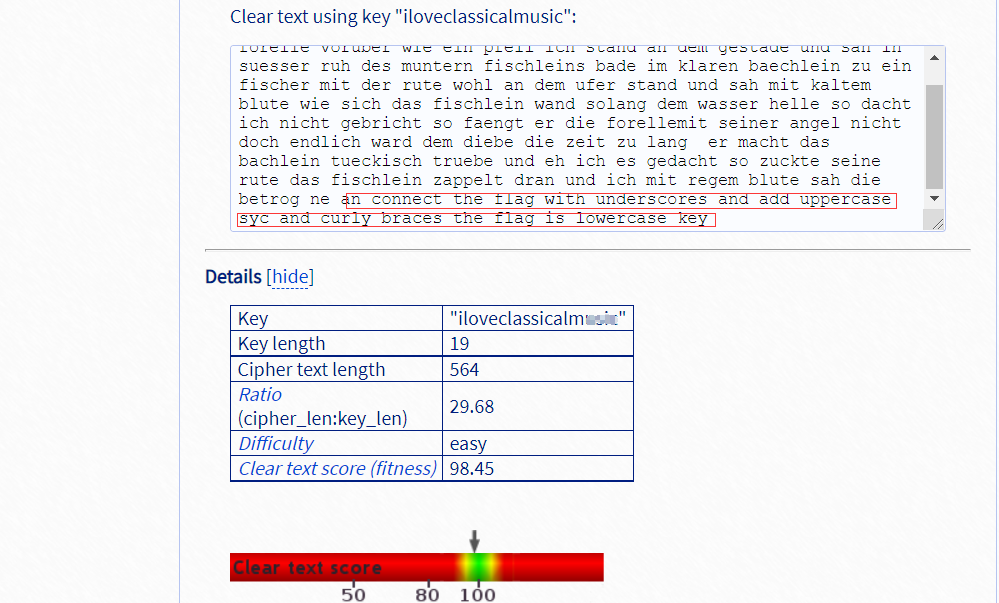 Clear text using key "iloveclassicalmusic":
forelle voruber wie ein pfeil ich stand an dem gestade und sah in
suesser ruh des muntern fischleins bade im klaren baechlein zu ein
fischer mit der rute wohl an dem ufer stand und sah mit kaltem
blute wie sich das fischlein wand solang dem wasser helle so dacht
ich nicht gebricht so faengt er die forellemit seiner angel nicht
doch endlich ward dem diebe die zeit zu lang  er macht das
bachlein tueckisch truebe und eh ich es gedacht so zuckte seine
rute das fischlein zappelt dran und ich mit regem blute sah die
betrog ne an connect the flag with underscores and add uppercase
syc and curly braces the flag is lowercase key
Details [hide]
Key "iloveclassicalmusic"
Key length 19
Cipher text length 564
Ratio
(cipher_len:key_len) 29.68
Difficulty easy
Clear text score (fitness) 98.45
Clear text score
50 80 100